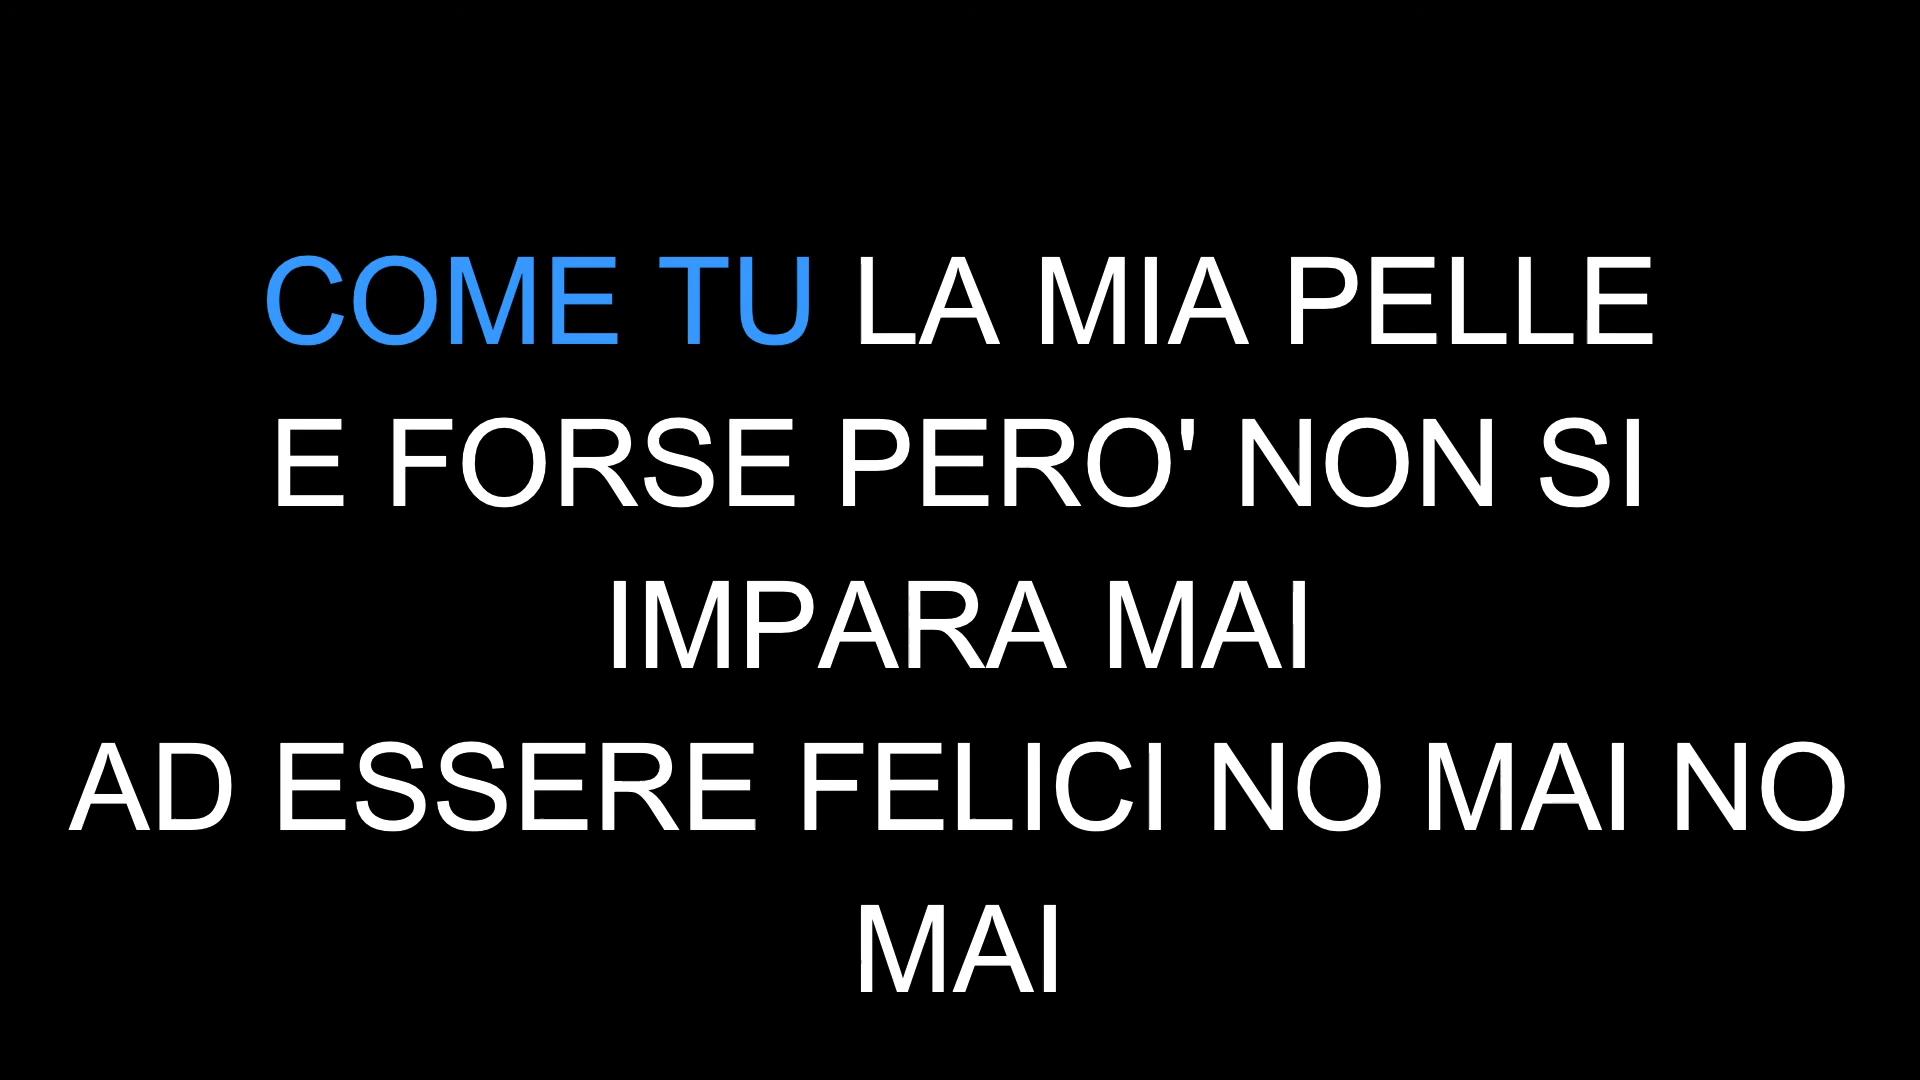 COME TU LA MIA PELLE
E FORSE PERO' NON SI
IMPARA MAI
AD ESSERE FELICI NO MAI NO
MAI